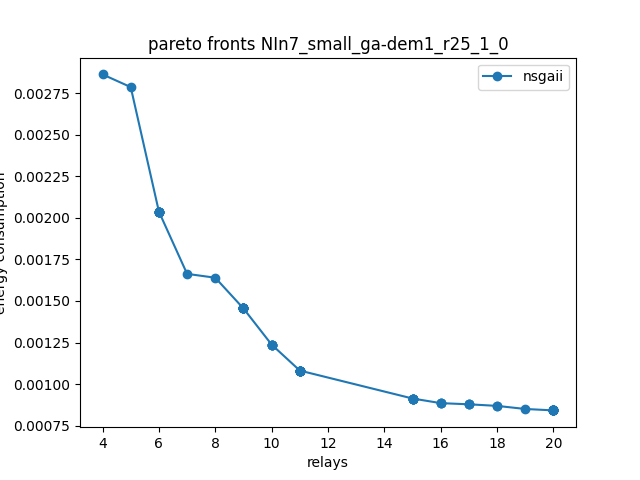 pareto fronts NIn7_small_ga-dem1_r25_1_0
nsgaii
0.00275
0.00250
0.00225
0.00200
0.00175
0.00150
0.00125
0.00100
0.00075
energy consumption
4 6 8 10 12 14 16 18 20
relays